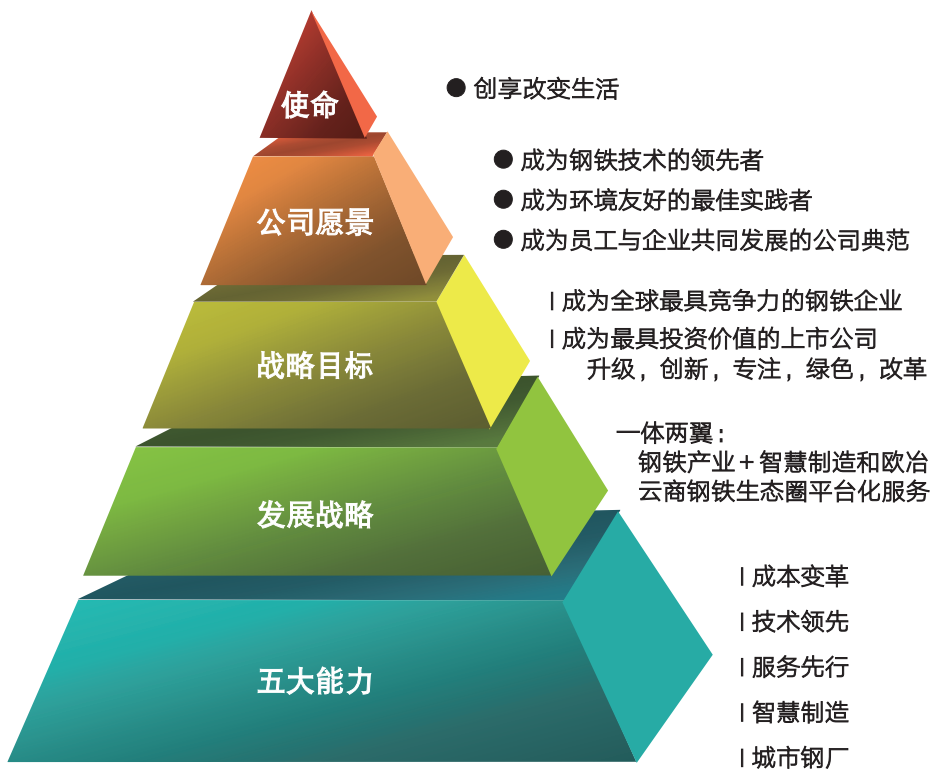 使命
● 创享改变生活
公司愿景
● 成为钢铁技术的领先者
● 成为环境友好的最佳实践者
● 成为员工与企业共同发展的公司典范
战略目标
l 成为全球最具竞争力的钢铁企业
l 成为最具投资价值的上市公司
升级，创新，专注，绿色，改革
发展战略
一体两翼：
钢铁产业＋智慧制造和欧冶
云商钢铁生态圈平台化服务
五大能力
l 成本变革
l 技术领先
l 服务先行
l 智慧制造
l 城市钢厂